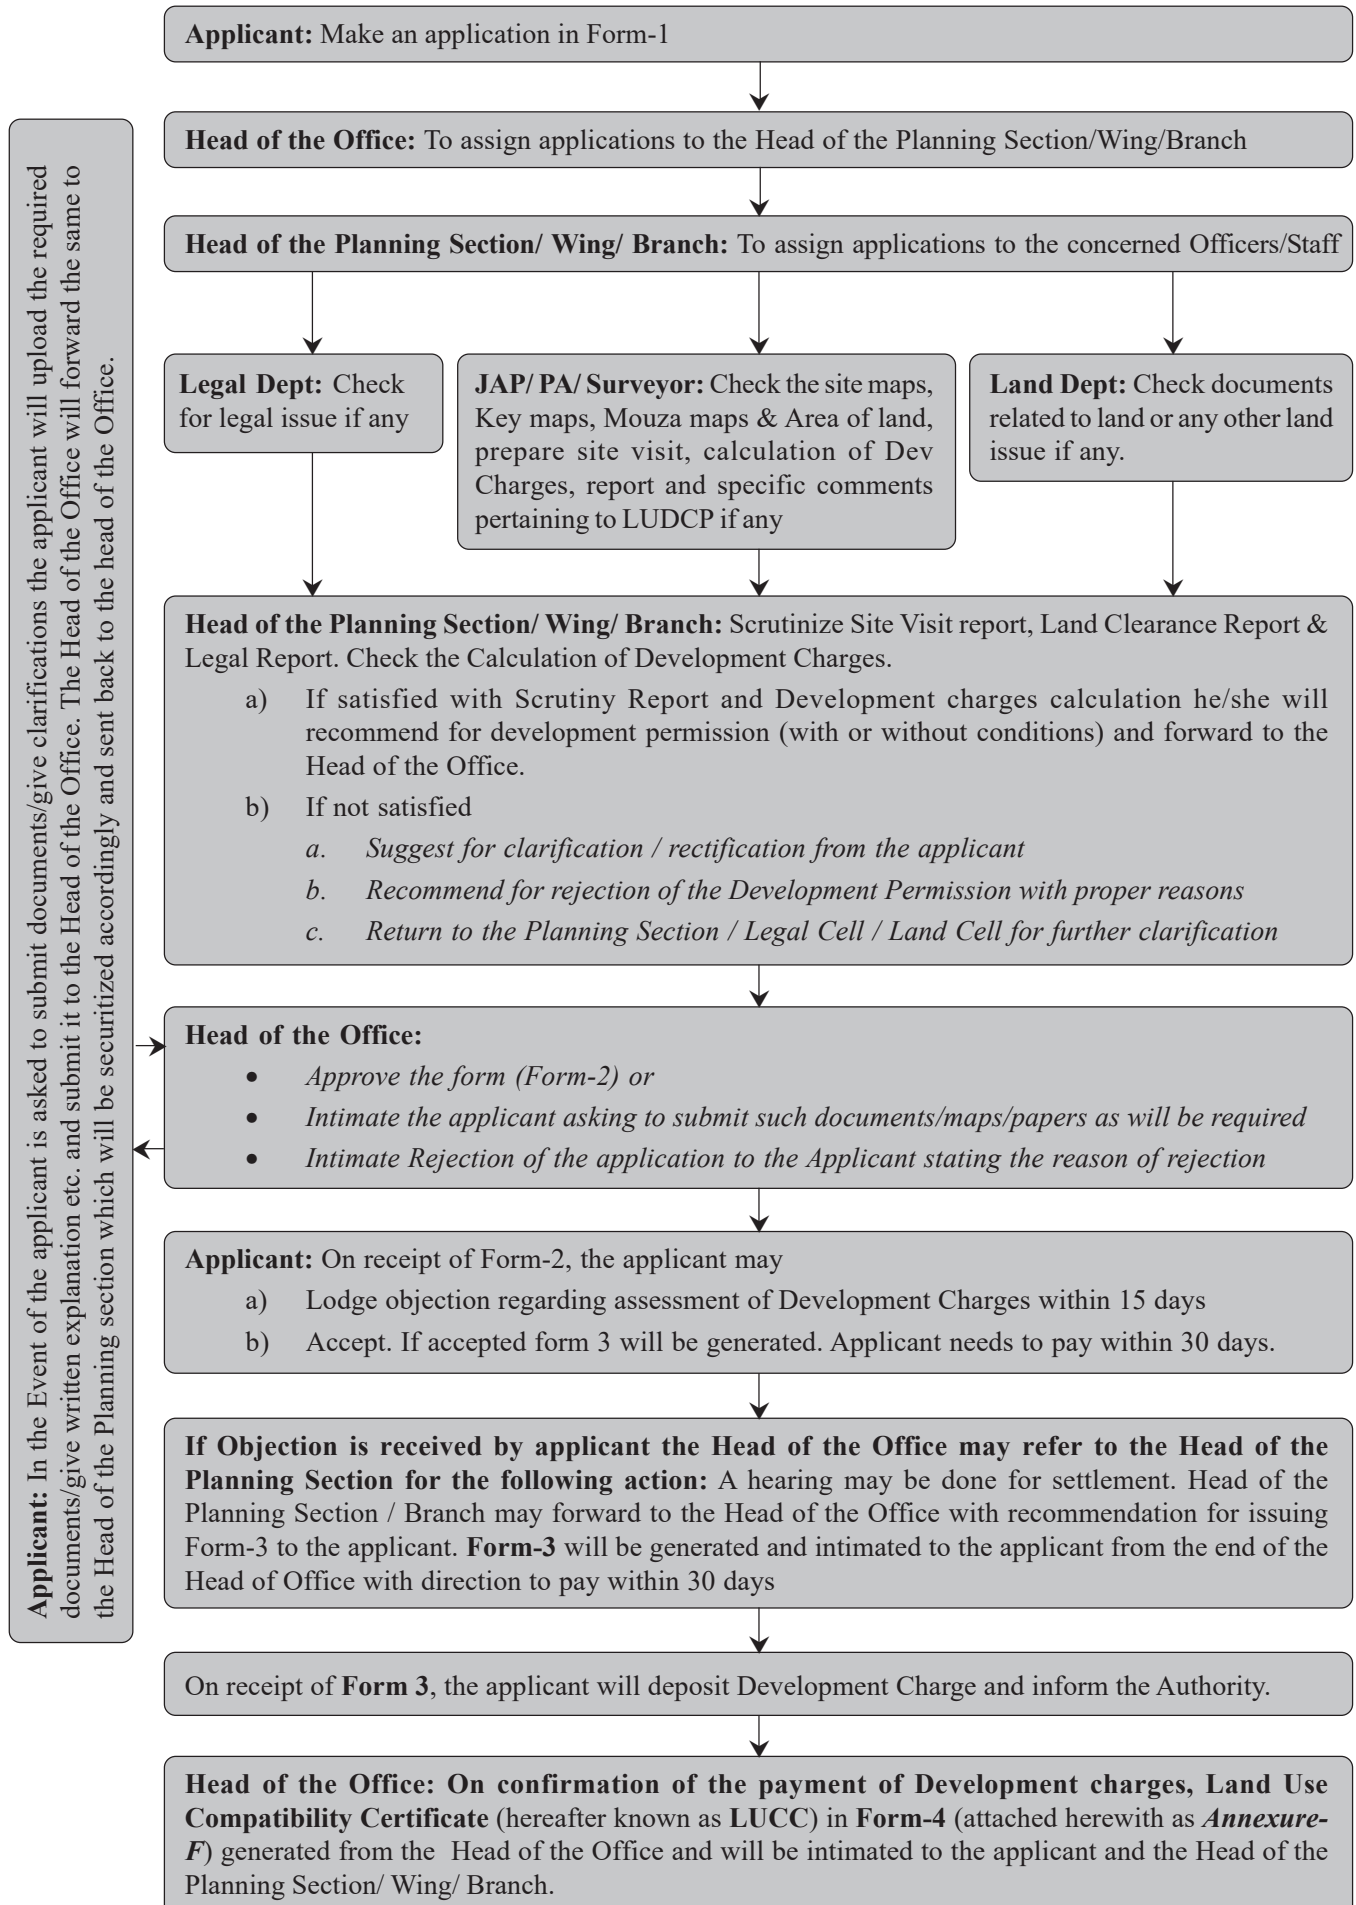 Applicant: Make an application in Form-1
Head of the Office: To assign applications to the Head of the Planning Section/Wing/Branch
Head of the Planning Section/ Wing/ Branch: To assign applications to the concerned Officers/Staff
Legal Dept: Check
for legal issue if any
JAP/ PA/ Surveyor: Check the site maps,
Key maps, Mouza maps & Area of land,
prepare site visit, calculation of Dev
Charges, report and specific comments
pertaining to LUDCP if any
Land Dept: Check documents
related to land or any other land
issue if any.
Head of the Planning Section/ Wing/ Branch: Scrutinize Site Visit report, Land Clearance Report &
Legal Report. Check the Calculation of Development Charges.
a) If satisfied with Scrutiny Report and Development charges calculation he/she will
recommend for development permission (with or without conditions) and forward to the
Head of the Office.
b) If not satisfied
a. Suggest for clarification / rectification from the applicant
b. Recommend for rejection of the Development Permission with proper reasons
c. Return to the Planning Section / Legal Cell / Land Cell for further clarification
Head of the Office:
• Approve the form (Form-2) or
• Intimate the applicant asking to submit such documents/maps/papers as will be required
• Intimate Rejection of the application to the Applicant stating the reason of rejection
Applicant: In the Event of the applicant is asked to submit documents/give clarifications the applicant will upload the required
documents/give written explanation etc. and submit it to the Head of the Office. The Head of the Office will forward the same to
the Head of the Planning section which will be securitized accordingly and sent back to the head of the Office.
Applicant: On receipt of Form-2, the applicant may
a) Lodge objection regarding assessment of Development Charges within 15 days
b) Accept. If accepted form 3 will be generated. Applicant needs to pay within 30 days.
If Objection is received by applicant the Head of the Office may refer to the Head of the
Planning Section for the following action: A hearing may be done for settlement. Head of the
Planning Section / Branch may forward to the Head of the Office with recommendation for issuing
Form-3 to the applicant. Form-3 will be generated and intimated to the applicant from the end of the
Head of Office with direction to pay within 30 days
On receipt of Form 3, the applicant will deposit Development Charge and inform the Authority.
Head of the Office: On confirmation of the payment of Development charges, Land Use
Compatibility Certificate (hereafter known as LUCC) in Form-4 (attached herewith as Annexure-
F) generated from the Head of the Office and will be intimated to the applicant and the Head of the
Planning Section/ Wing/ Branch.